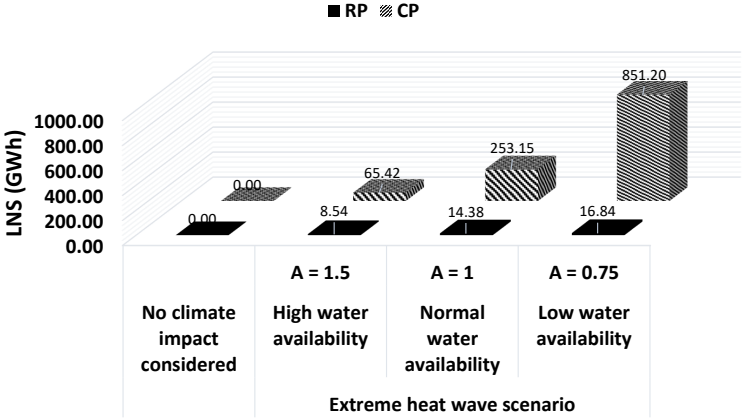 RP CP
1000.00
800.00
600.00
400.00
200.00
0.00
LNS (GWh)
0.00
65.42
253.15
851.20
0.00
8.54
14.38
16.84
No climate
impact
considered
A = 1.5
High water
availability
A = 1
Normal
water
availability
A = 0.75
Low water
availability
Extreme heat wave scenario